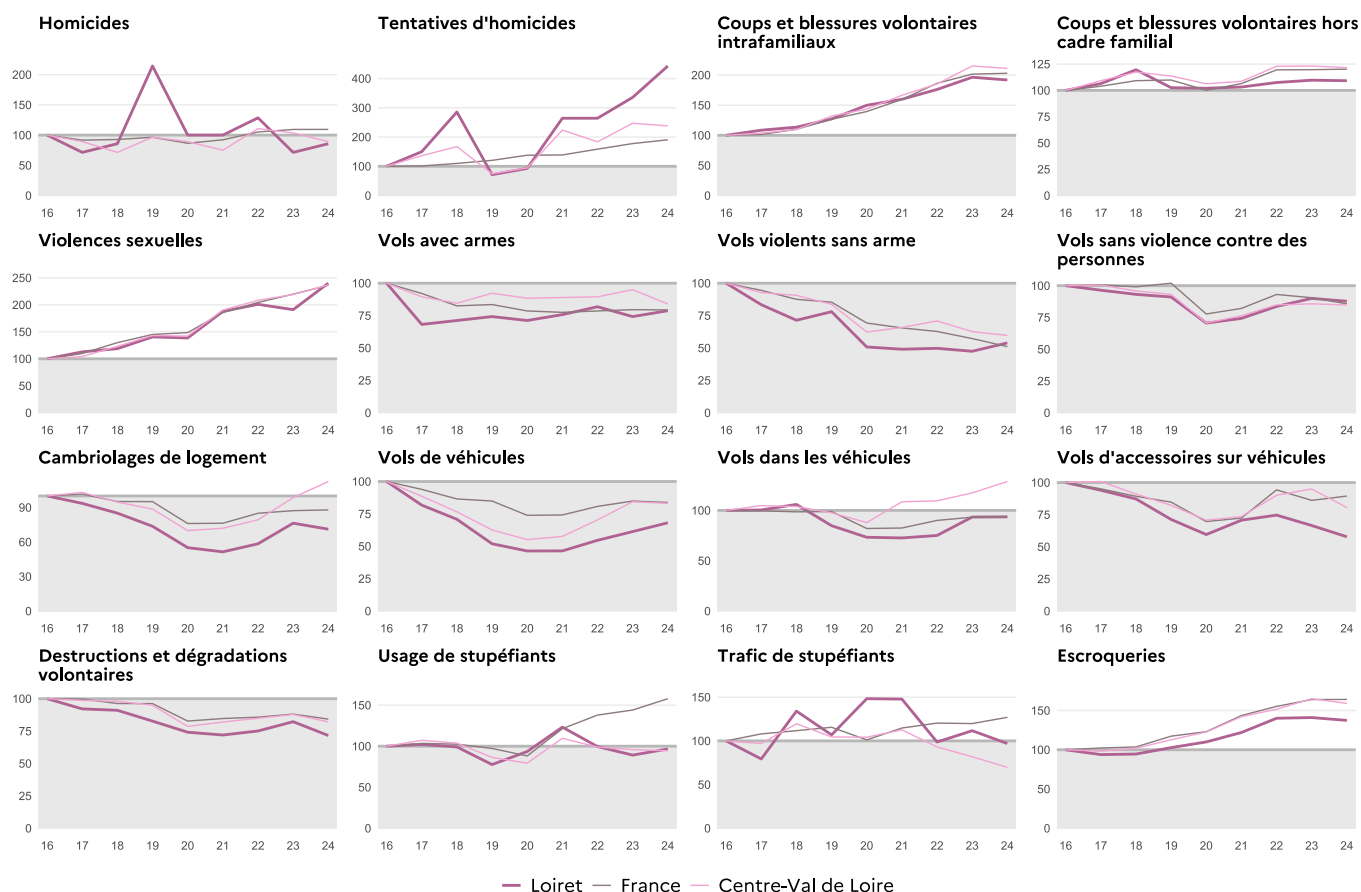 Homicides
200
150
100
50
0
16 17 18 19 20 21 22 23 24
Tentatives d'homicides
400
300
200
100
0
16 17 18 19 20 21 22 23 24
Coups et blessures volontaires
intrafamiliaux
200
150
100
50
0
16 17 18 19 20 21 22 23 24
Coups et blessures volontaires hors
cadre familial
125
100
75
50
25
0
16 17 18 19 20 21 22 23 24
Violences sexuelles
250
200
150
100
50
0
16 17 18 19 20 21 22 23 24
Vols avec armes
100
75
50
25
0
16 17 18 19 20 21 22 23 24
Vols violents sans arme
100
75
50
25
0
16 17 18 19 20 21 22 23 24
Vols sans violence contre des
personnes
100
75
50
25
0
16 17 18 19 20 21 22 23 24
Cambriolages de logement
90
60
30
0
16 17 18 19 20 21 22 23 24
Vols de véhicules
100
75
50
25
0
16 17 18 19 20 21 22 23 24
Vols dans les véhicules
100
50
0
16 17 18 19 20 21 22 23 24
Vols d'accessoires sur véhicules
100
75
50
25
0
16 17 18 19 20 21 22 23 24
Destructions et dégradations
volontaires
100
75
50
25
0
16 17 18 19 20 21 22 23 24
Usage de stupéfiants
150
100
50
0
16 17 18 19 20 21 22 23 24
Trafic de stupéfiants
150
100
50
0
16 17 18 19 20 21 22 23 24
Escroqueries
150
100
50
0
16 17 18 19 20 21 22 23 24
Loiret France Centre-Val de Loire